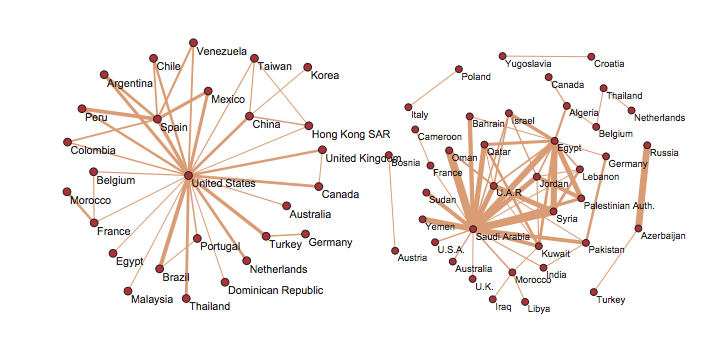 Venezuela
Chile
Taiwan
Argentina
Korea
Mexico
Peru
Spain
China
Hong Kong SAR
Colombia
United Kingdom
Belgium
United States
Canada
Morocco
Australia
France
Portugal
Turkey
Germany
Egypt
Brazil
Netherlands
Malaysia
Dominican Republic
Thailand
Yugoslavia
Croatia
Poland
Canada
Thailand
Italy
Bahrain
Israel
Algeria
Netherlands
Cameroon
Belgium
Oman
Qatar
Egypt
Russia
Bosnia
France
Germany
Jordan
Lebanon
Sudan
U.A.R
Palestinian Auth.
Yemen
Syria
Saudi Arabia
Azerbaijan
U.S.A.
Kuwait
Pakistan
Austria
Australia
India
U.K.
Morocco
Iraq
Libya
Turkey